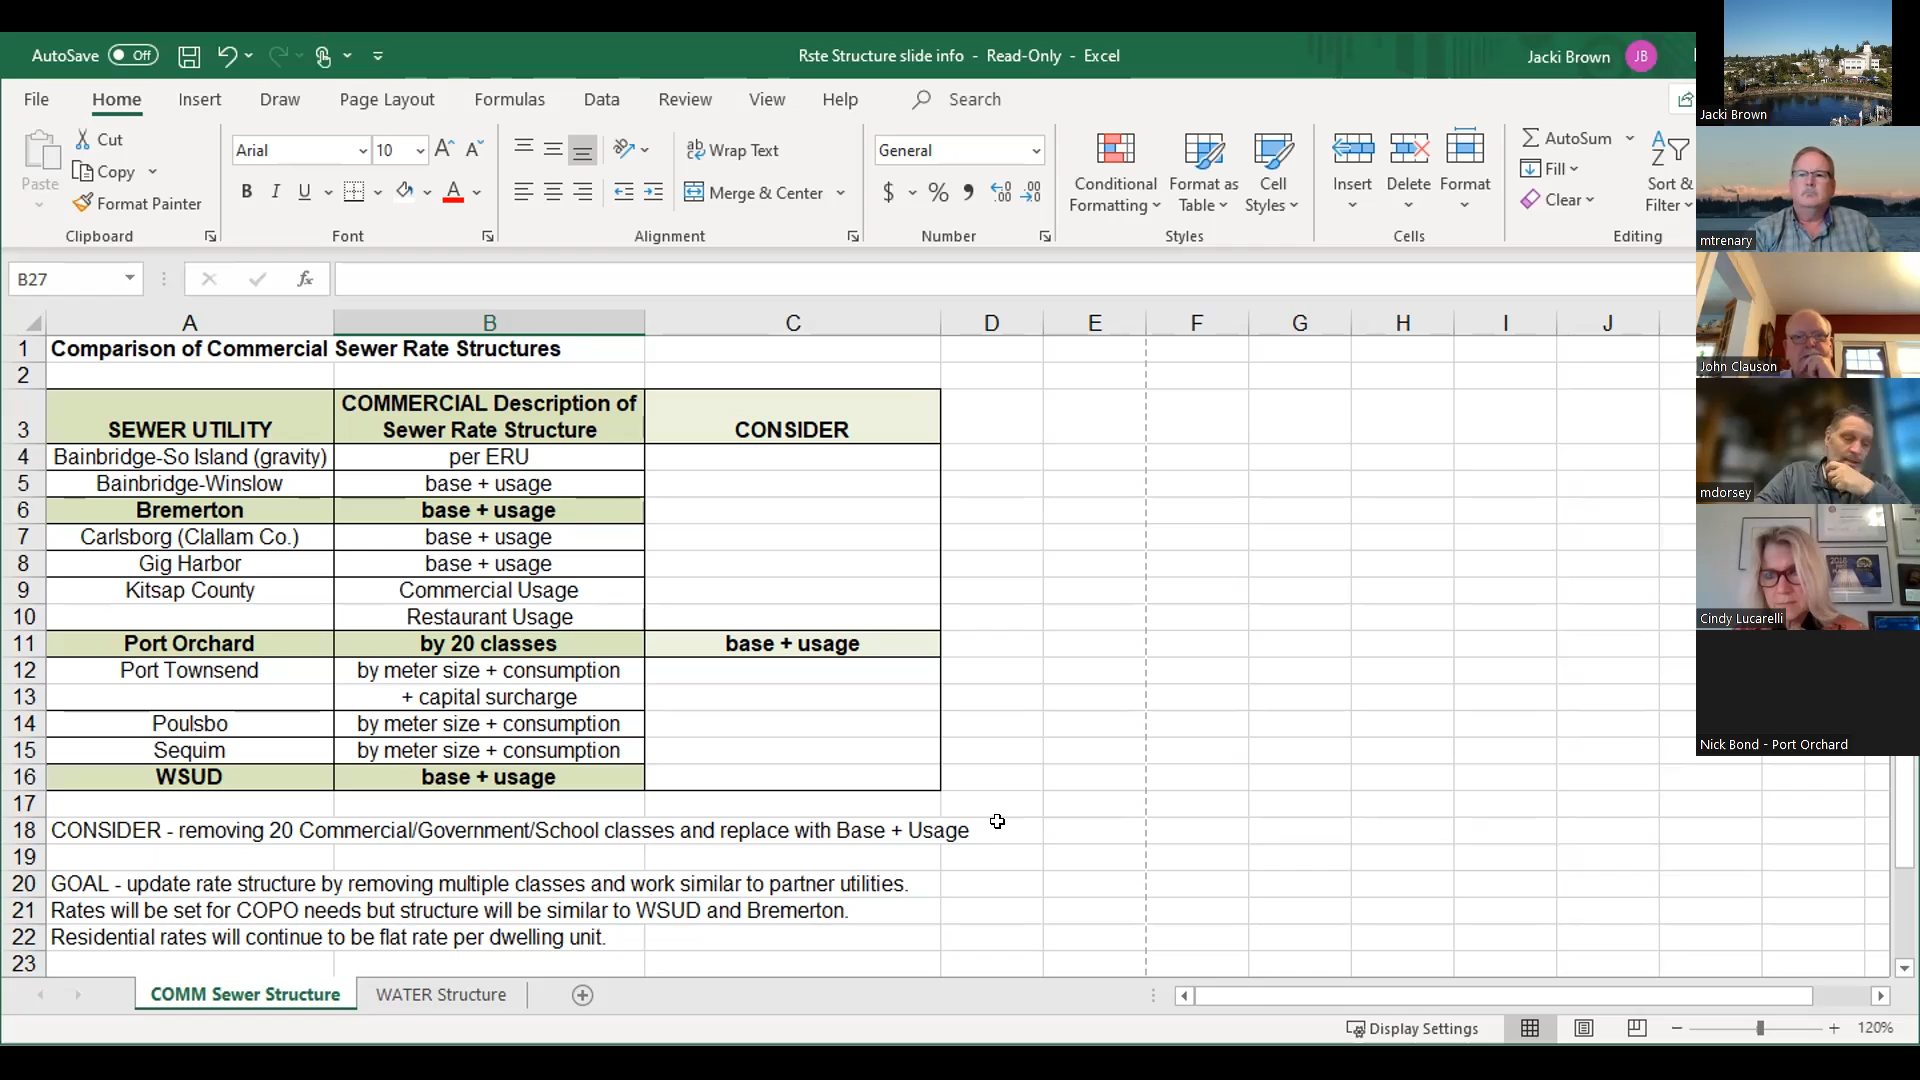 AutoSave Off
Rste Structure slide info - Read-Only - Excel
Jacki Brown JB
File Home Insert Draw Page Layout Formulas Data Review View Help Search
Paste
Cut
Copy
Format Painter
Clipboard
Arial 10
B I U A
Font
Wrap Text
Merge & Center
Alignment
General
$ %
Number
Conditional Formatting
Format as Table
Cell Styles
Styles
Insert Delete Format
Cells
AutoSum
Fill
Clear
Sort & Filter
Editing
B27
fx
A B C D E F G H I J
1 Comparison of Commercial Sewer Rate Structures
2
3 SEWER UTILITY COMMERCIAL Description of Sewer Rate Structure CONSIDER
4 Bainbridge-So Island (gravity) per ERU
5 Bainbridge-Winslow base + usage
6 Bremerton base + usage
7 Carlsborg (Clallam Co.) base + usage
8 Gig Harbor base + usage
9 Kitsap County Commercial Usage
10 Restaurant Usage
11 Port Orchard by 20 classes base + usage
12 Port Townsend by meter size + consumption
13 + capital surcharge
14 Poulsbo by meter size + consumption
15 Sequim by meter size + consumption
16 WSUD base + usage
17
18 CONSIDER - removing 20 Commercial/Government/School classes and replace with Base + Usage
19
20 GOAL - update rate structure by removing multiple classes and work similar to partner utilities.
21 Rates will be set for COPO needs but structure will be similar to WSUD and Bremerton.
22 Residential rates will continue to be flat rate per dwelling unit.
23
COMM Sewer Structure WATER Structure
Display Settings 120%
Jacki Brown
mtrenary
John Clauson
mdorsey
Cindy Lucarelli
Nick Bond - Port Orchard